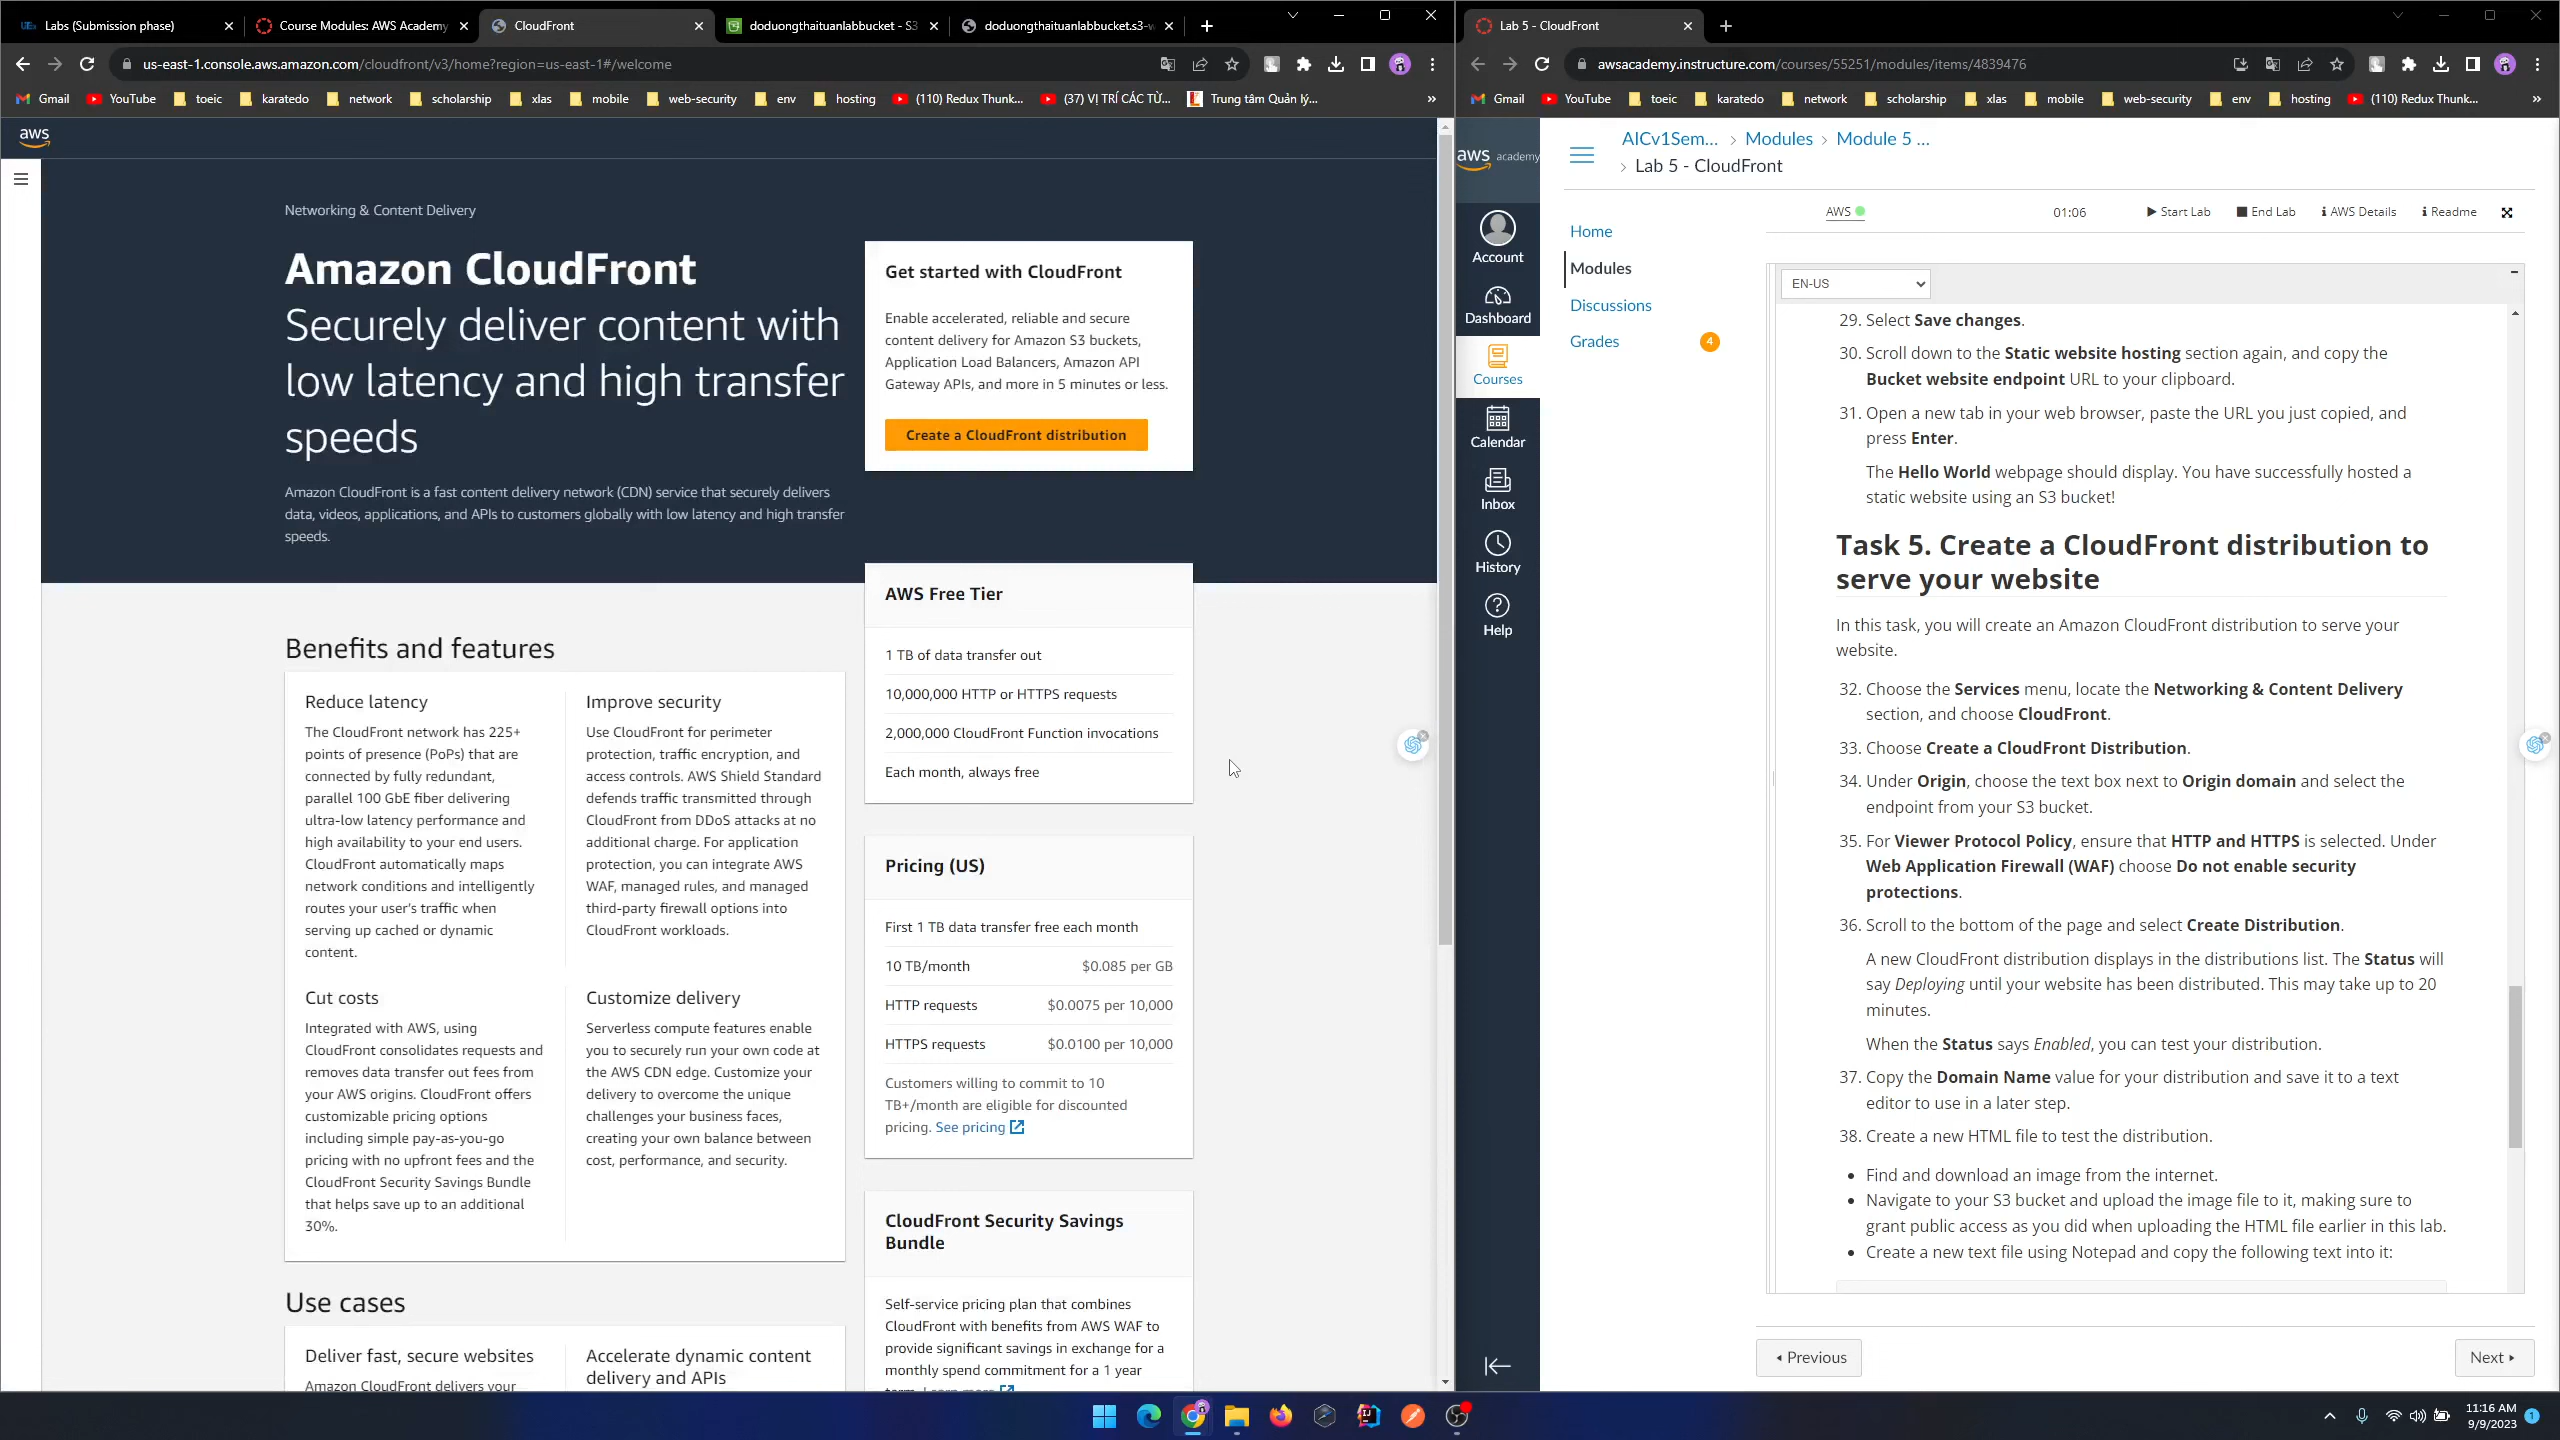 Labs (Submission phase)
Course Modules: AWS Academy
CloudFront
doduongthaituanlabbucket - S3
doduongthaituanlabbucket.s3-w
us-east-1.console.aws.amazon.com/cloudfront/v3/home?region=us-east-1#/welcome
Gmail
YouTube
toeic
karatedo
network
scholarship
xlas
mobile
web-security
env
hosting
(110) Redux Thunk...
(37) VỊ TRÍ CÁC TỪ...
Trung tâm Quản lý...
»
aws
Networking & Content Delivery
Amazon CloudFront
Securely deliver content with
low latency and high transfer
speeds
Amazon CloudFront is a fast content delivery network (CDN) service that securely delivers
data, videos, applications, and APIs to customers globally with low latency and high transfer
speeds.
Get started with CloudFront
Enable accelerated, reliable and secure
content delivery for Amazon S3 buckets,
Application Load Balancers, Amazon API
Gateway APIs, and more in 5 minutes or less.
Create a CloudFront distribution
AWS Free Tier
1 TB of data transfer out
10,000,000 HTTP or HTTPS requests
2,000,000 CloudFront Function invocations
Each month, always free
Benefits and features
Reduce latency
The CloudFront network has 225+
points of presence (PoPs) that are
connected by fully redundant,
parallel 100 GbE fiber delivering
ultra-low latency performance and
high availability to your end users.
CloudFront automatically maps
network conditions and intelligently
routes your user's traffic when
serving up cached or dynamic
content.
Improve security
Use CloudFront for perimeter
protection, traffic encryption, and
access controls. AWS Shield Standard
defends traffic transmitted through
CloudFront from DDoS attacks at no
additional charge. For application
protection, you can integrate AWS
WAF, managed rules, and managed
third-party firewall options into
CloudFront workloads.
Cut costs
Integrated with AWS, using
CloudFront consolidates requests and
removes data transfer out fees from
your AWS origins. CloudFront offers
customizable pricing options
including simple pay-as-you-go
pricing with no upfront fees and the
CloudFront Security Savings Bundle
that helps save up to an additional
30%.
Customize delivery
Serverless compute features enable
you to securely run your own code at
the AWS CDN edge. Customize your
delivery to overcome the unique
challenges your business faces,
creating your own balance between
cost, performance, and security.
Pricing (US)
First 1 TB data transfer free each month
10 TB/month $0.085 per GB
HTTP requests $0.0075 per 10,000
HTTPS requests $0.0100 per 10,000
Customers willing to commit to 10
TB+/month are eligible for discounted
pricing. See pricing
CloudFront Security Savings
Bundle
Self-service pricing plan that combines
CloudFront with benefits from AWS WAF to
provide significant savings in exchange for a
monthly spend commitment for a 1 year
term. Learn more
Use cases
Deliver fast, secure websites
Amazon CloudFront delivers your
Accelerate dynamic content
delivery and APIs
Lab 5 - CloudFront
awsacademy.instructure.com/courses/55251/modules/items/4839476
Gmail
YouTube
toeic
karatedo
network
scholarship
xlas
mobile
web-security
env
hosting
(110) Redux Thunk...
»
aws academy
Account
Dashboard
Courses
Calendar
Inbox
History
Help
AICv1Sem... › Modules › Module 5 ...
› Lab 5 - CloudFront
Home
Modules
Discussions
Grades 4
AWS 01:06 Start Lab End Lab AWS Details Readme
EN-US
29. Select Save changes.
30. Scroll down to the Static website hosting section again, and copy the
Bucket website endpoint URL to your clipboard.
31. Open a new tab in your web browser, paste the URL you just copied, and
press Enter.
The Hello World webpage should display. You have successfully hosted a
static website using an S3 bucket!
Task 5. Create a CloudFront distribution to
serve your website
In this task, you will create an Amazon CloudFront distribution to serve your
website.
32. Choose the Services menu, locate the Networking & Content Delivery
section, and choose CloudFront.
33. Choose Create a CloudFront Distribution.
34. Under Origin, choose the text box next to Origin domain and select the
endpoint from your S3 bucket.
35. For Viewer Protocol Policy, ensure that HTTP and HTTPS is selected. Under
Web Application Firewall (WAF) choose Do not enable security
protections.
36. Scroll to the bottom of the page and select Create Distribution.
A new CloudFront distribution displays in the distributions list. The Status will
say Deploying until your website has been distributed. This may take up to 20
minutes.
When the Status says Enabled, you can test your distribution.
37. Copy the Domain Name value for your distribution and save it to a text
editor to use in a later step.
38. Create a new HTML file to test the distribution.
• Find and download an image from the internet.
• Navigate to your S3 bucket and upload the image file to it, making sure to
grant public access as you did when uploading the HTML file earlier in this lab.
• Create a new text file using Notepad and copy the following text into it:
Previous
Next
11:16 AM
9/9/2023
1